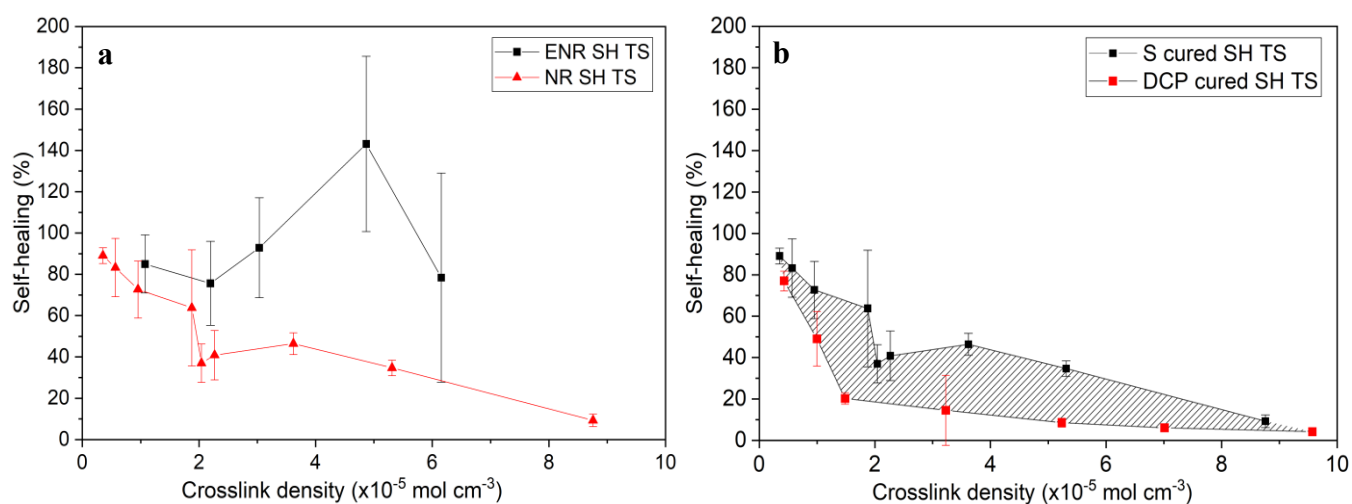 a
ENR SH TS
NR SH TS
Self-healing (%)
200
180
160
140
120
100
80
60
40
20
0
0 2 4 6 8 10
Crosslink density (x10⁻⁵ mol cm⁻³)
b
S cured SH TS
DCP cured SH TS
Self-healing (%)
200
180
160
140
120
100
80
60
40
20
0
0 2 4 6 8 10
Crosslink density (x10⁻⁵ mol cm⁻³)